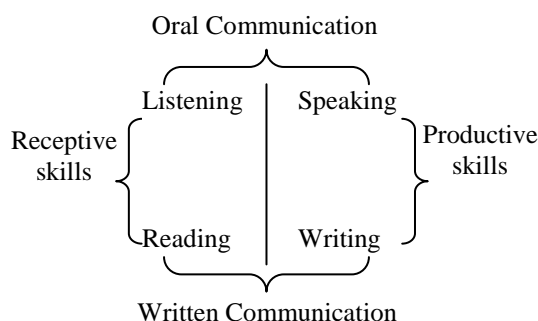 Oral Communication
Listening
Speaking
Receptive
skills
Productive
skills
Reading
Writing
Written Communication